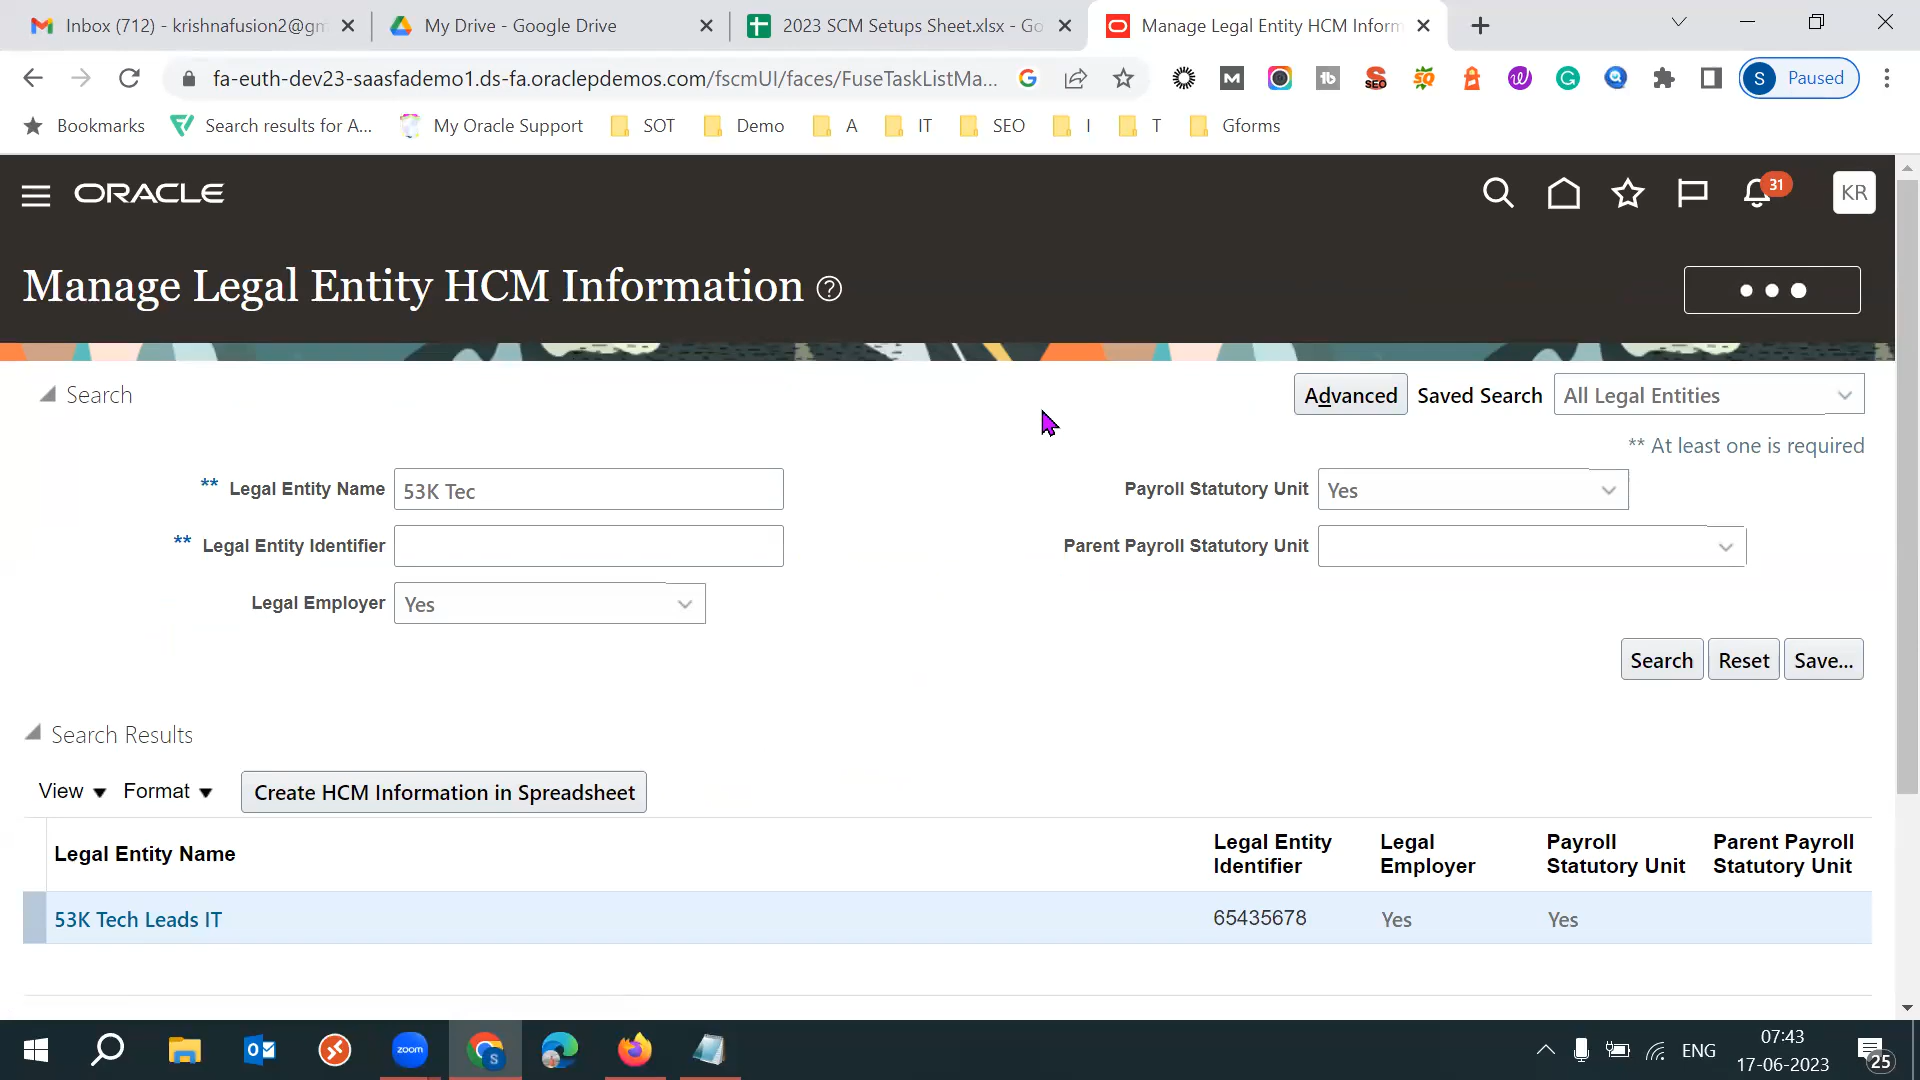 Inbox (712) - krishnafusion2@gm
My Drive - Google Drive
2023 SCM Setups Sheet.xlsx - Go
Manage Legal Entity HCM Inform
fa-euth-dev23-saasfademo1.ds-fa.oraclepdemos.com/fscmUI/faces/FuseTaskListMa...
S Paused
Bookmarks
Search results for A...
My Oracle Support
SOT
Demo
A
IT
SEO
I
T
Gforms
ORACLE
31
KR
Manage Legal Entity HCM Information
Search
Advanced
Saved Search
All Legal Entities
** At least one is required
** Legal Entity Name
53K Tec
Payroll Statutory Unit
Yes
** Legal Entity Identifier
Parent Payroll Statutory Unit
Legal Employer
Yes
Search
Reset
Save...
Search Results
View
Format
Create HCM Information in Spreadsheet
Legal Entity Name
Legal Entity
Identifier
Legal
Employer
Payroll
Statutory Unit
Parent Payroll
Statutory Unit
53K Tech Leads IT
65435678
Yes
Yes
zoom
ENG
07:43
17-06-2023
25